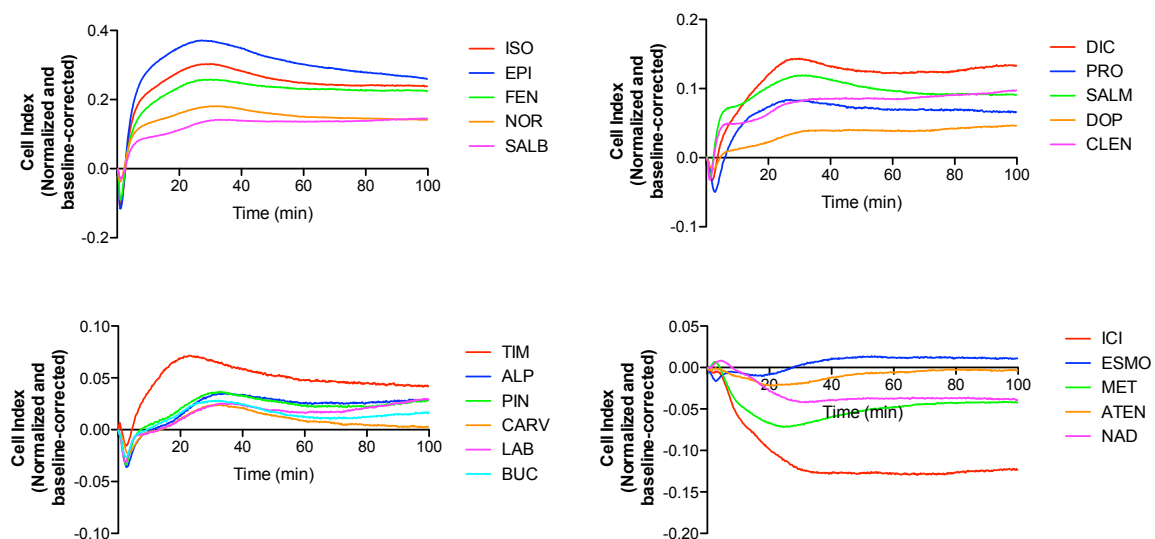 Cell Index
(Normalized and
baseline-corrected)
0.4
0.2
0.0
-0.2
20
40
60
80
100
Time (min)
ISO
EPI
FEN
NOR
SALB
Cell Index
(Normalized and
baseline-corrected)
0.2
0.1
0.0
-0.1
20
40
60
80
100
Time (min)
DIC
PRO
SALM
DOP
CLEN
Cell Index
(Normalized and
baseline-corrected)
0.10
0.05
0.00
-0.05
-0.10
20
40
60
80
100
Time (min)
TIM
ALP
PIN
CARV
LAB
BUC
Cell Index
(Normalized and
baseline-corrected)
0.05
0.00
-0.05
-0.10
-0.15
-0.20
20
40
60
80
100
Time (min)
ICI
ESMO
MET
ATEN
NAD